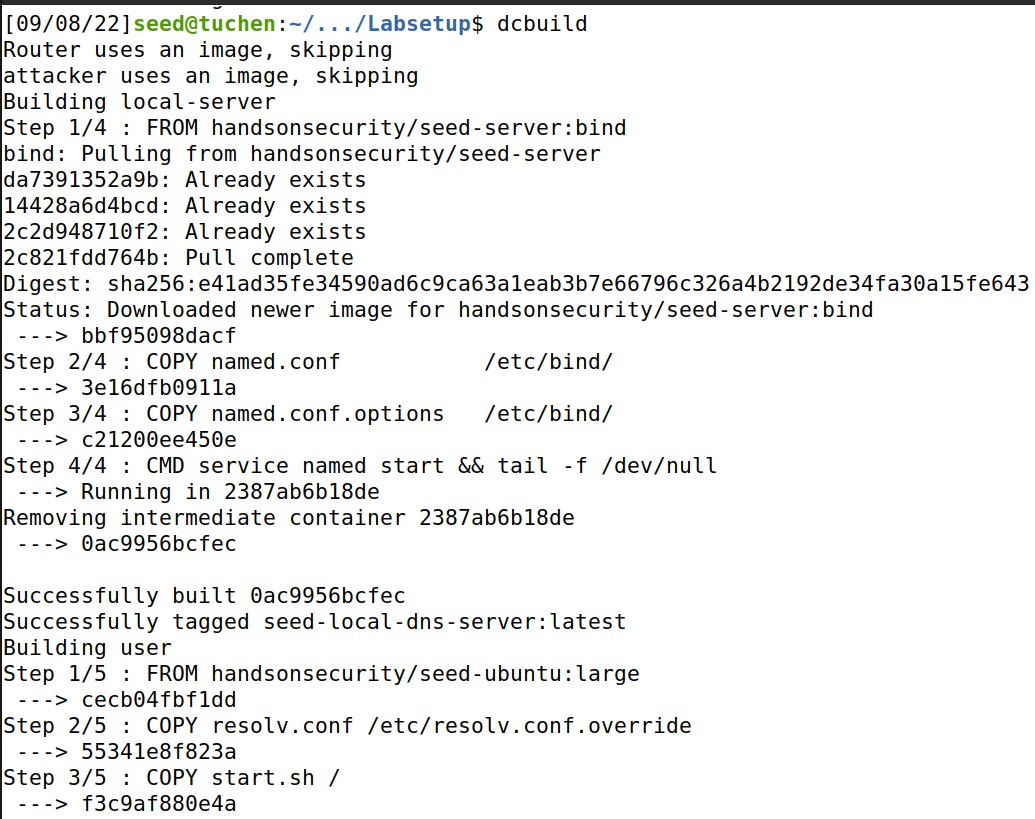 [09/08/22]seed@tuchen:~/.../Labsetup$ dcbuild
Router uses an image, skipping
attacker uses an image, skipping
Building local-server
Step 1/4 : FROM handsonsecurity/seed-server:bind
bind: Pulling from handsonsecurity/seed-server
da7391352a9b: Already exists
14428a6d4bcd: Already exists
2c2d948710f2: Already exists
2c821fdd764b: Pull complete
Digest: sha256:e41ad35fe34590ad6c9ca63a1eab3b7e66796c326a4b2192de34fa30a15fe643
Status: Downloaded newer image for handsonsecurity/seed-server:bind
 ---> bbf95098dacf
Step 2/4 : COPY named.conf           /etc/bind/
 ---> 3e16dfb0911a
Step 3/4 : COPY named.conf.options   /etc/bind/
 ---> c21200ee450e
Step 4/4 : CMD service named start && tail -f /dev/null
 ---> Running in 2387ab6b18de
Removing intermediate container 2387ab6b18de
 ---> 0ac9956bcfec
Successfully built 0ac9956bcfec
Successfully tagged seed-local-dns-server:latest
Building user
Step 1/5 : FROM handsonsecurity/seed-ubuntu:large
 ---> cecb04fbf1dd
Step 2/5 : COPY resolv.conf /etc/resolv.conf.override
 ---> 55341e8f823a
Step 3/5 : COPY start.sh /
 ---> f3c9af880e4a